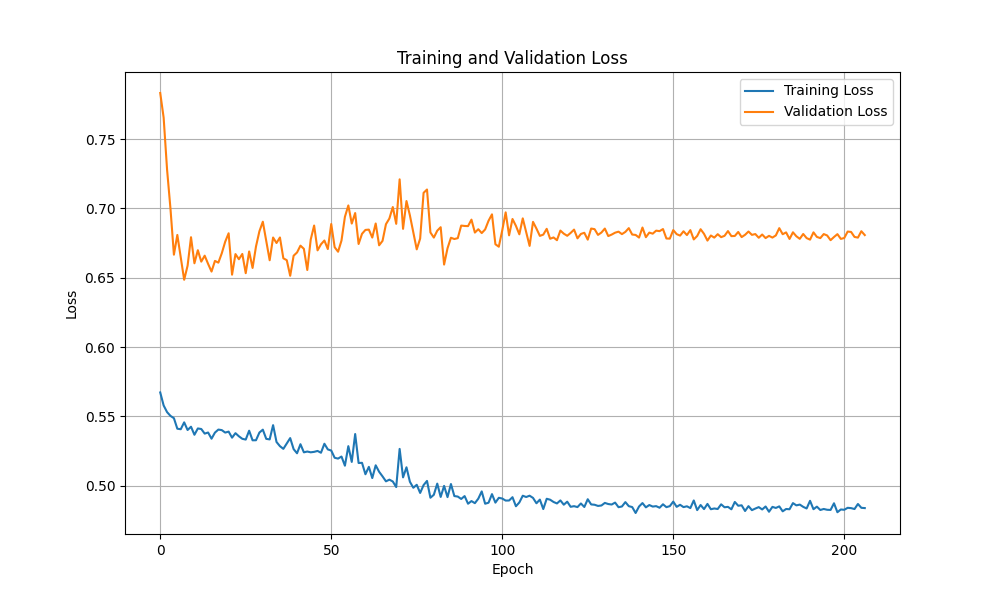 Training and Validation Loss
Training Loss
Validation Loss
0.75
0.70
0.65
0.60
0.55
0.50
Loss
0
50
100
150
200
Epoch